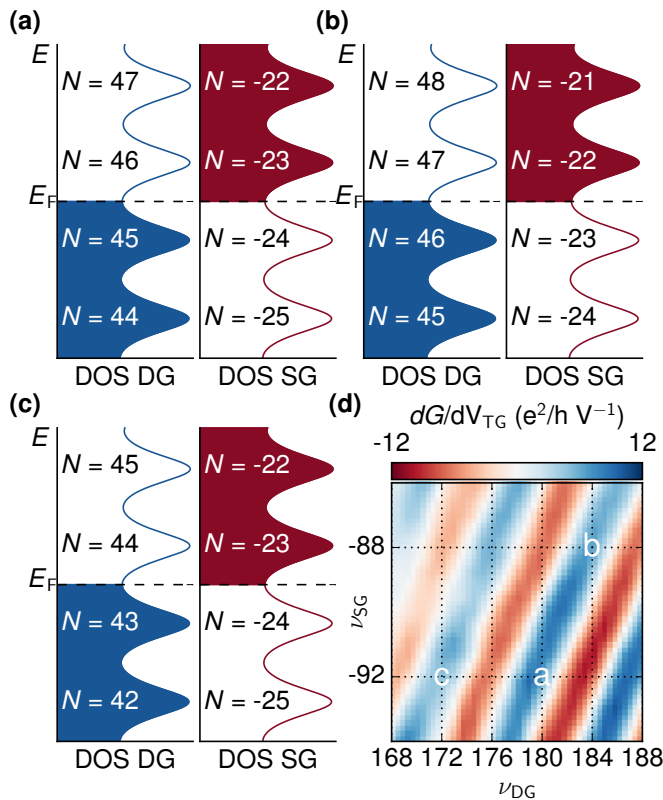 (a)
E
N = 47
N = -22
N = 46
N = -23
E_F
N = 45
N = -24
N = 44
N = -25
DOS DG
DOS SG
(b)
E
N = 48
N = -21
N = 47
N = -22
E_F
N = 46
N = -23
N = 45
N = -24
DOS DG
DOS SG
(c)
E
N = 45
N = -22
N = 44
N = -23
E_F
N = 43
N = -24
N = 42
N = -25
DOS DG
DOS SG
(d)
dG/dV_TG (e²/h V⁻¹)
-12 12
b
-88
ν_SG
-92
c a
168 172 176 180 184 188
ν_DG